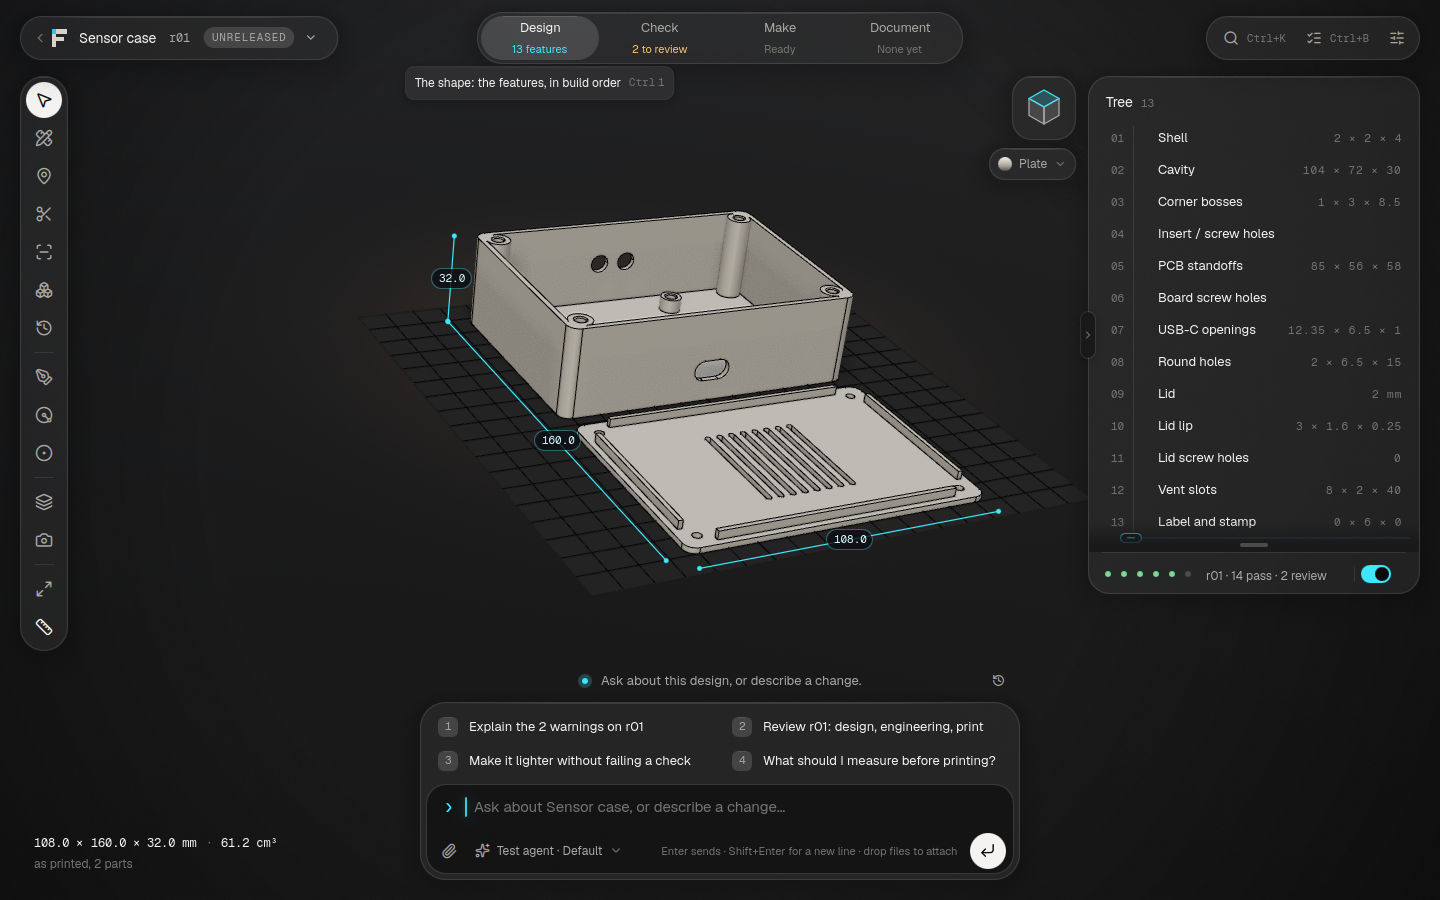 Sensor case r01 UNRELEASED
Design
13 features
Check
2 to review
Make
Ready
Document
None yet
Ctrl+K
Ctrl+B
The shape: the features, in build order Ctrl 1
Plate
Tree 13
01 Shell 2 × 2 × 4
02 Cavity 104 × 72 × 30
03 Corner bosses 1 × 3 × 8.5
04 Insert / screw holes
05 PCB standoffs 85 × 56 × 58
06 Board screw holes
07 USB-C openings 12.35 × 6.5 × 1
08 Round holes 2 × 6.5 × 15
09 Lid 2 mm
10 Lid lip 3 × 1.6 × 0.25
11 Lid screw holes 0
12 Vent slots 8 × 2 × 40
13 Label and stamp 0 × 6 × 0
r01 · 14 pass · 2 review
32.0
160.0
108.0
Ask about this design, or describe a change.
1 Explain the 2 warnings on r01
2 Review r01: design, engineering, print
3 Make it lighter without failing a check
4 What should I measure before printing?
Ask about Sensor case, or describe a change...
Test agent · Default
Enter sends · Shift+Enter for a new line · drop files to attach
108.0 × 160.0 × 32.0 mm · 61.2 cm³
as printed, 2 parts